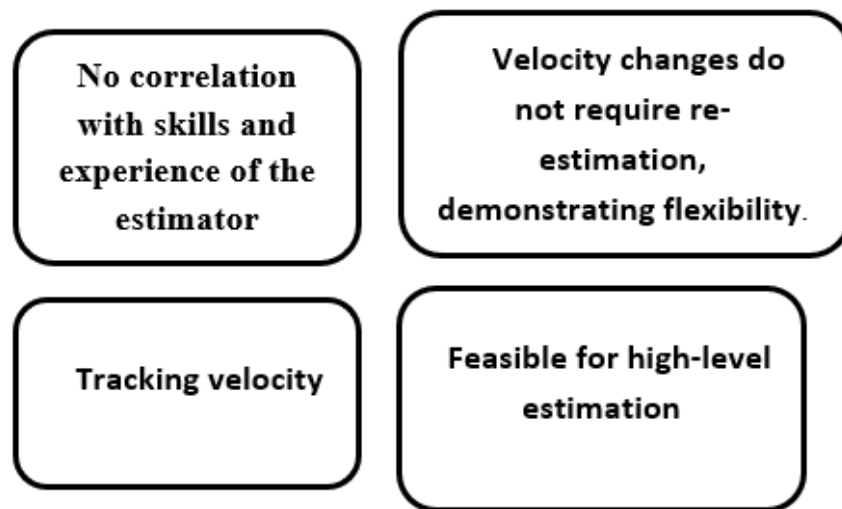 No correlation
with skills and
experience of the
estimator
Velocity changes do
not require re-
estimation,
demonstrating flexibility.
Tracking velocity
Feasible for high-level
estimation